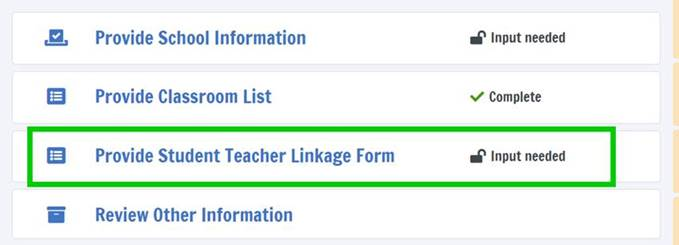 Provide School Information Input needed
Provide Classroom List Complete
Provide Student Teacher Linkage Form Input needed
Review Other Information